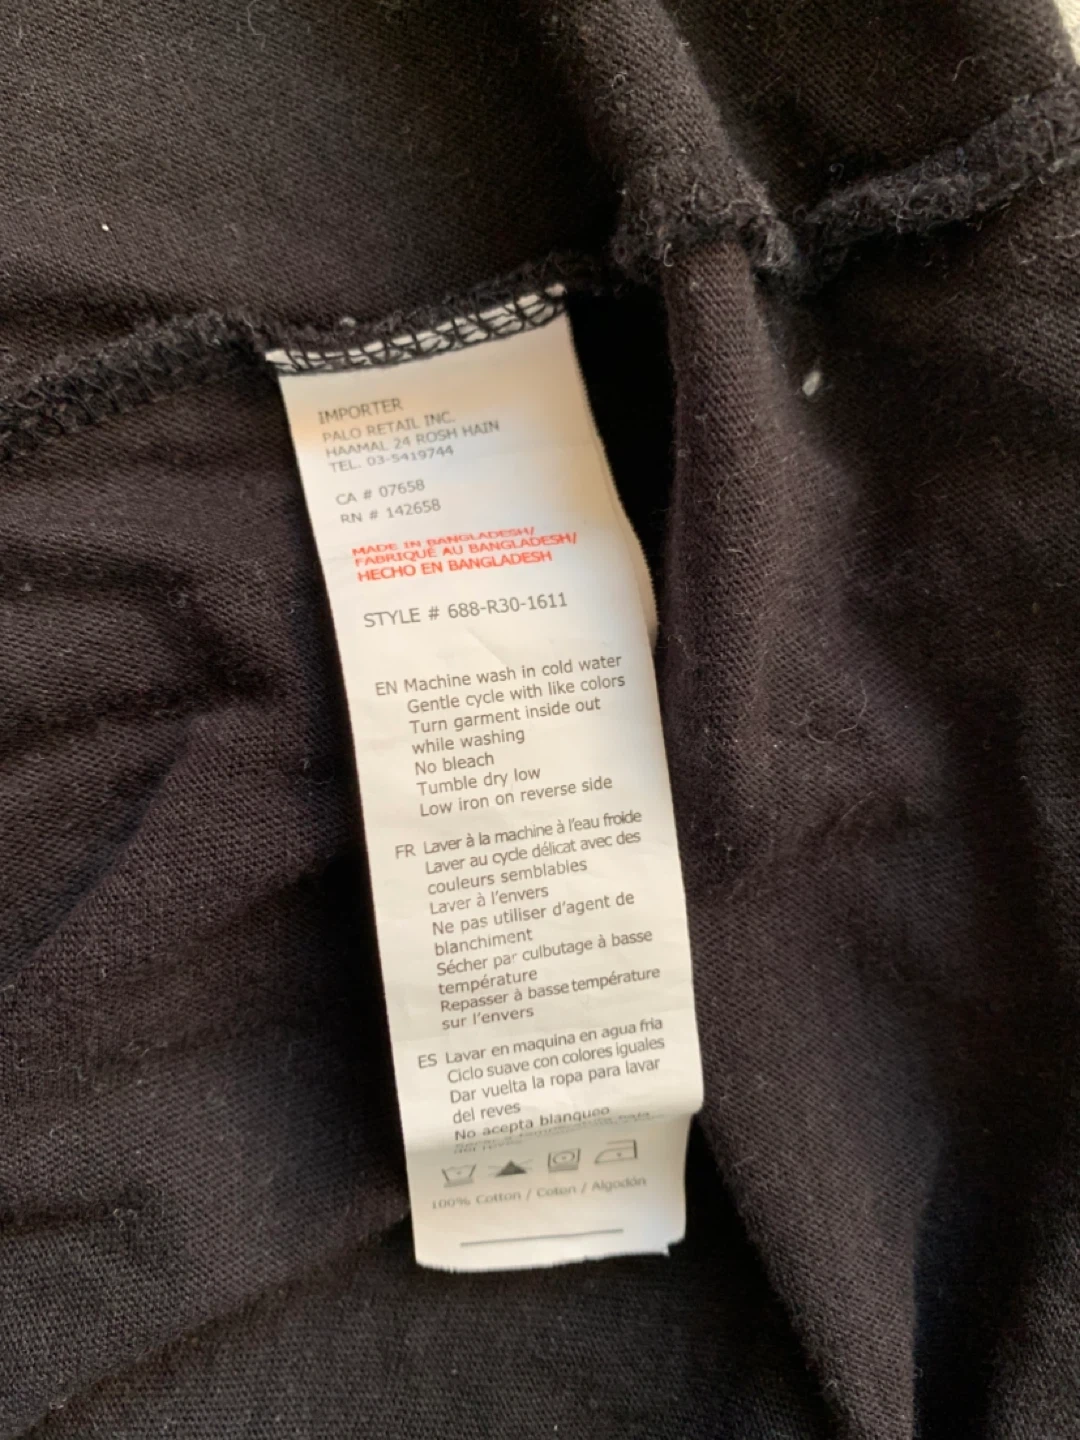 IMPORTER
PALO RETAIL INC.
HAAMAL 24 ROSH HAIN
TEL. 03-5419744
CA # 07658
RN # 142658
MADE IN BANGLADESH/
FABRIQUÉ AU BANGLADESH/
HECHO EN BANGLADESH
STYLE # 688-R30-1611
EN Machine wash in cold water
Gentle cycle with like colors
Turn garment inside out
while washing
No bleach
Tumble dry low
Low iron on reverse side
FR Laver à la machine à l'eau froide
Laver au cycle délicat avec des
couleurs semblables
Laver à l'envers
Ne pas utiliser d'agent de
blanchiment
Sécher par culbutage à basse
température
Repasser à basse température
sur l'envers
ES Lavar en maquina en agua fria
Ciclo suave con colores iguales
Dar vuelta la ropa para lavar
del reves
No acepta blanqueo
100% Cotton / Coton / Algodón